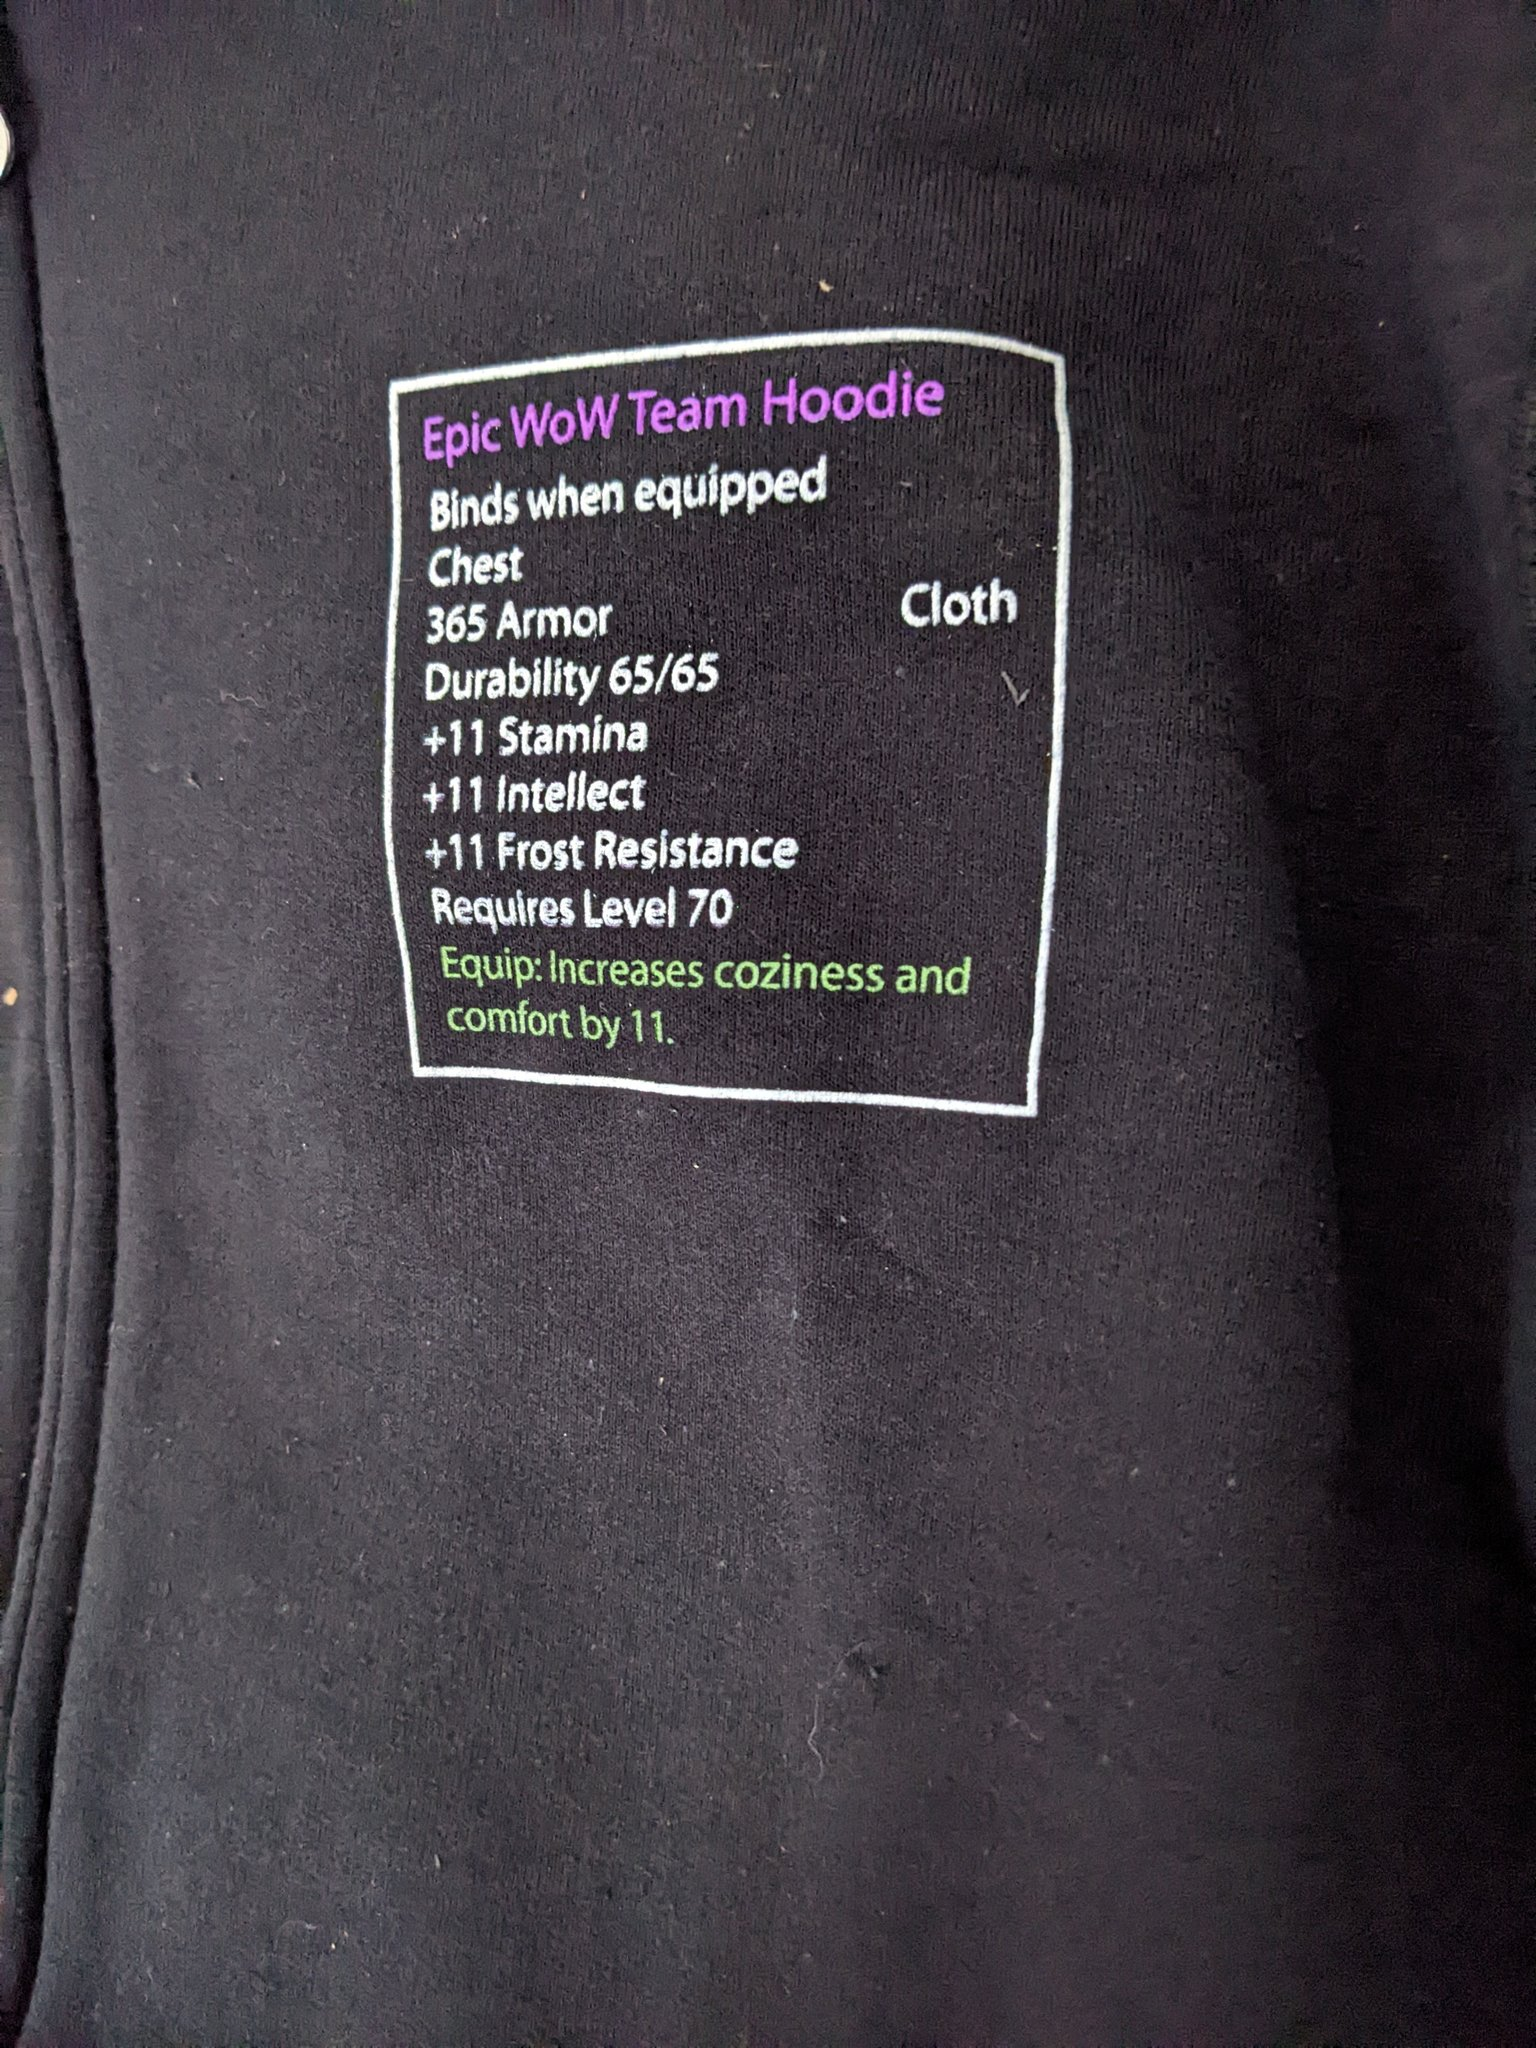 Epic WoW Team Hoodie
Binds when equipped
Chest
365 Armor Cloth
Durability 65/65
+11 Stamina
+11 Intellect
+11 Frost Resistance
Requires Level 70
Equip: Increases coziness and
comfort by 11.